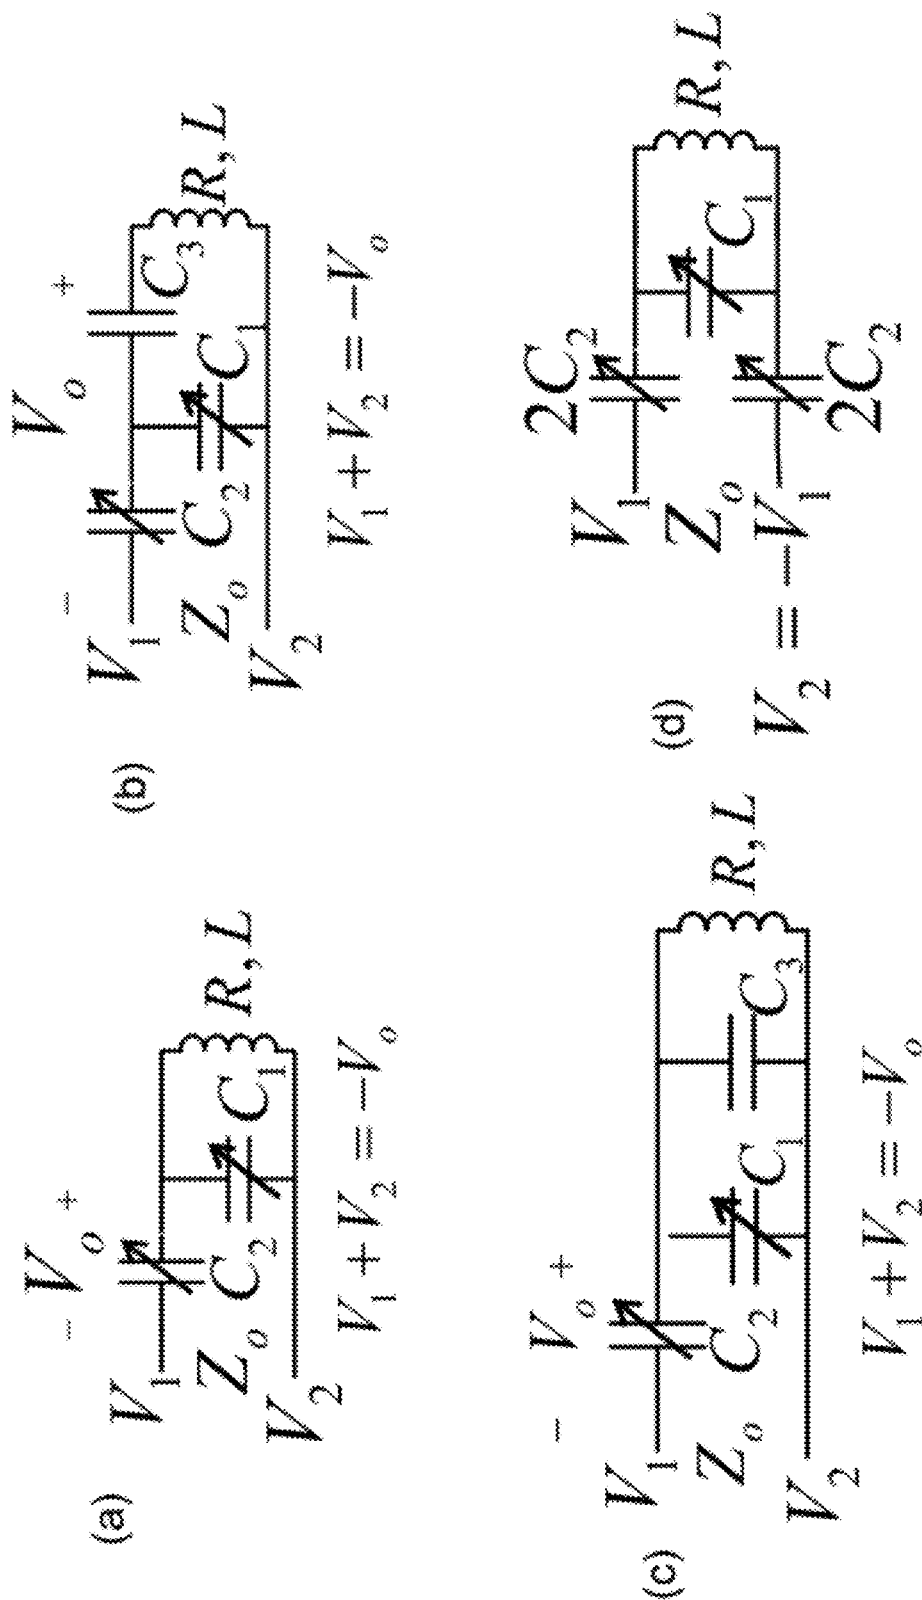 (a)
− V_o +
V_1
C_2
C_1
R, L
Z_o
V_2
V_1 + V_2 = −V_o
(b)
− V_o +
V_1
C_3
C_2
C_1
R, L
Z_o
V_2
V_1 + V_2 = −V_o
(c)
− V_o +
V_1
C_2
C_1
C_3
R, L
Z_o
V_2
V_1 + V_2 = −V_o
(d)
2C_2
V_1
C_1
R, L
Z_o
V_2 = −V_1
2C_2